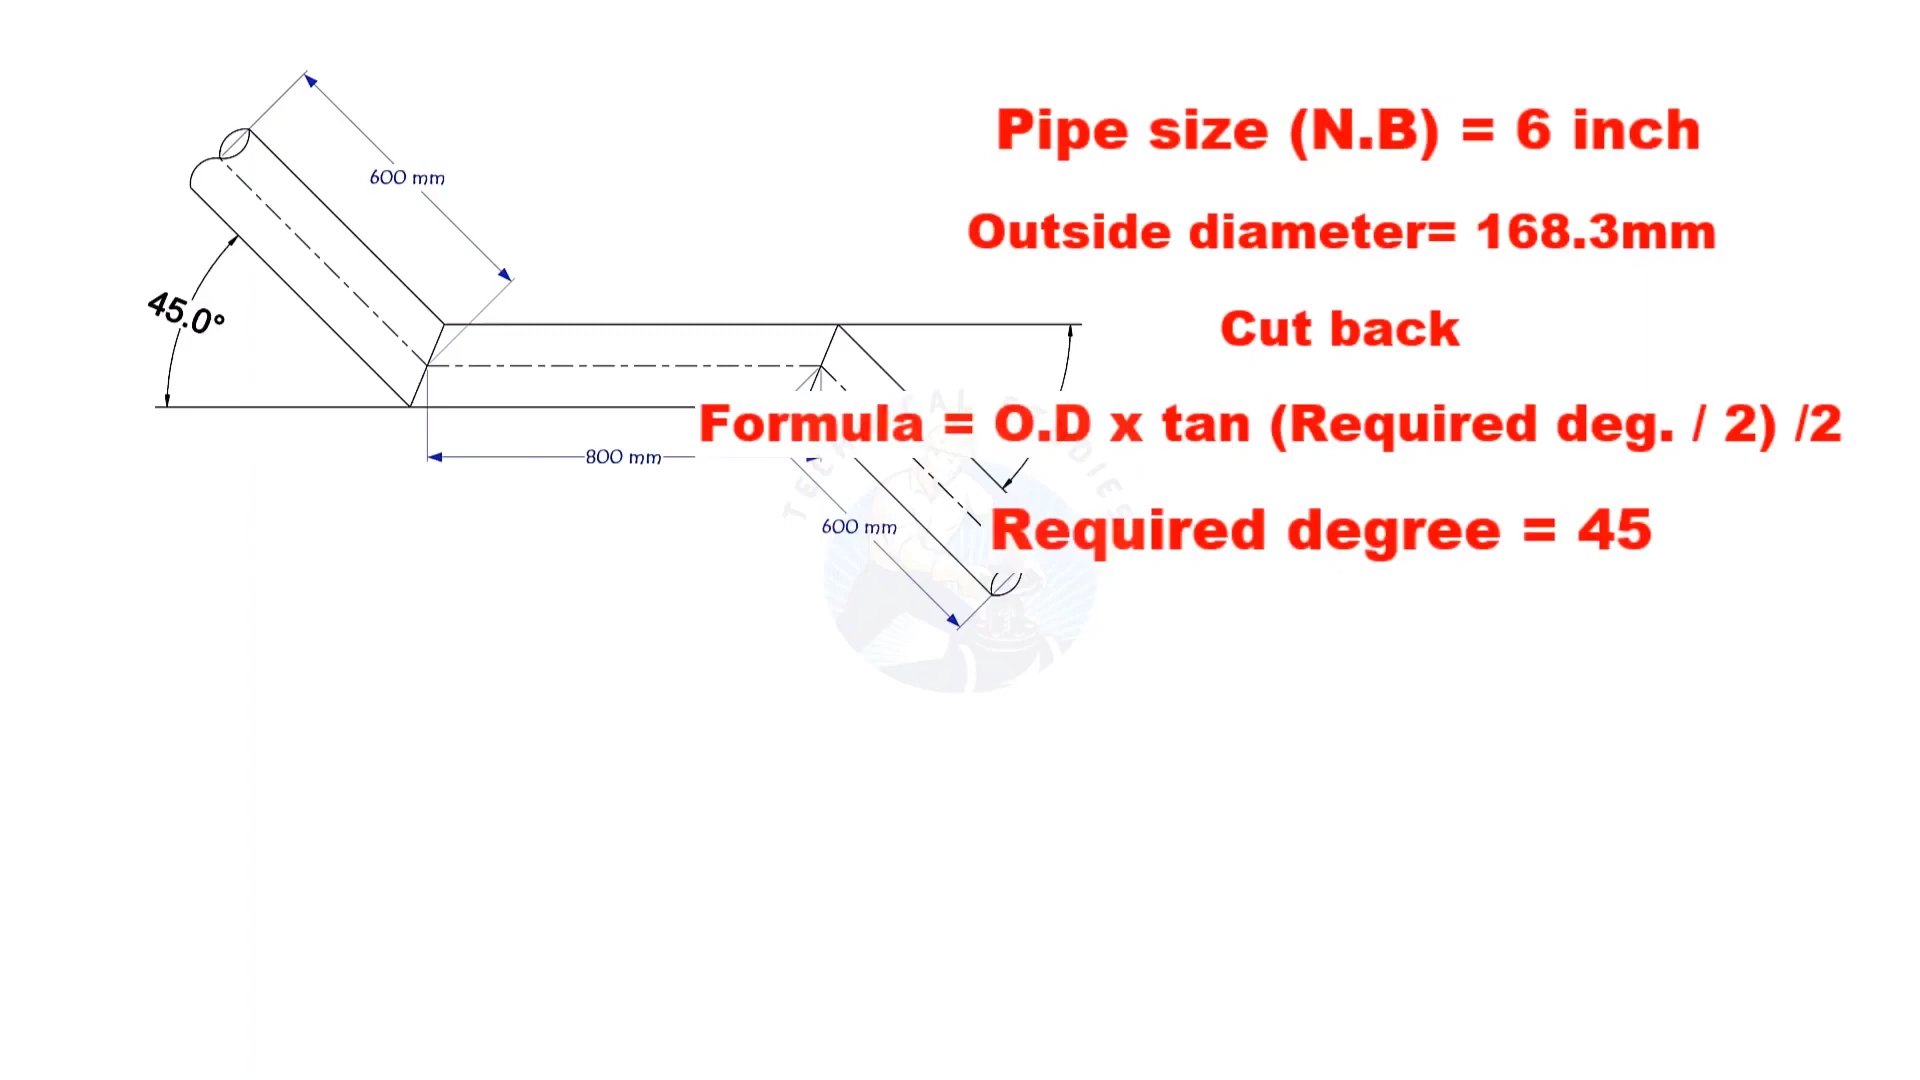 600 mm
Pipe size (N.B) = 6 inch
Outside diameter= 168.3mm
45.0°
Cut back
Formula = O.D x tan (Required deg. / 2) /2
800 mm
600 mm
Required degree = 45